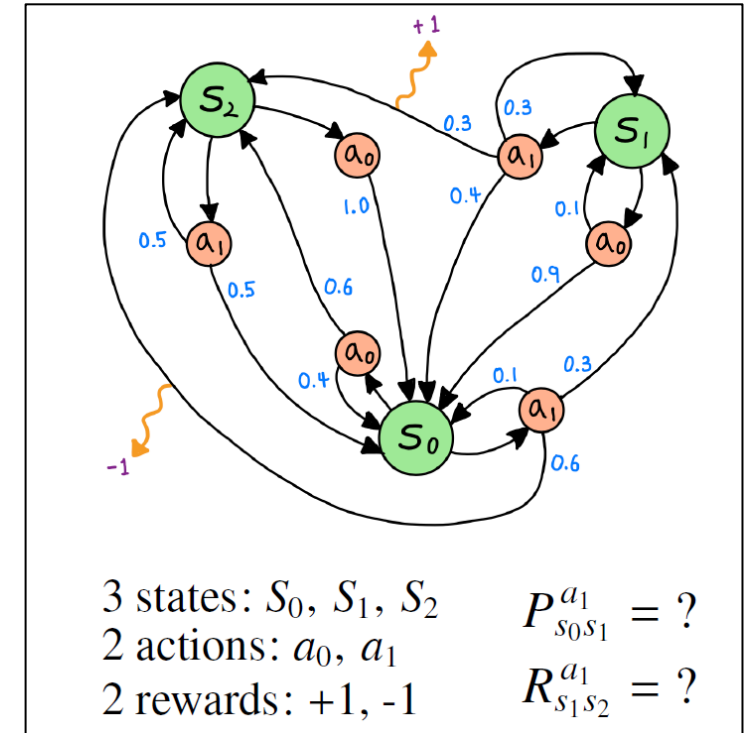 +1
S₂
0.3
0.3
S₁
a₀
a₁
1.0
0.4
0.1
a₀
0.5
a₁
0.5
0.6
0.9
a₀
0.4
0.1
0.3
a₁
S₀
-1
0.6
3 states: S₀, S₁, S₂
2 actions: a₀, a₁
2 rewards: +1, -1
P^{a₁}_{s₀s₁} = ?
R^{a₁}_{s₁s₂} = ?